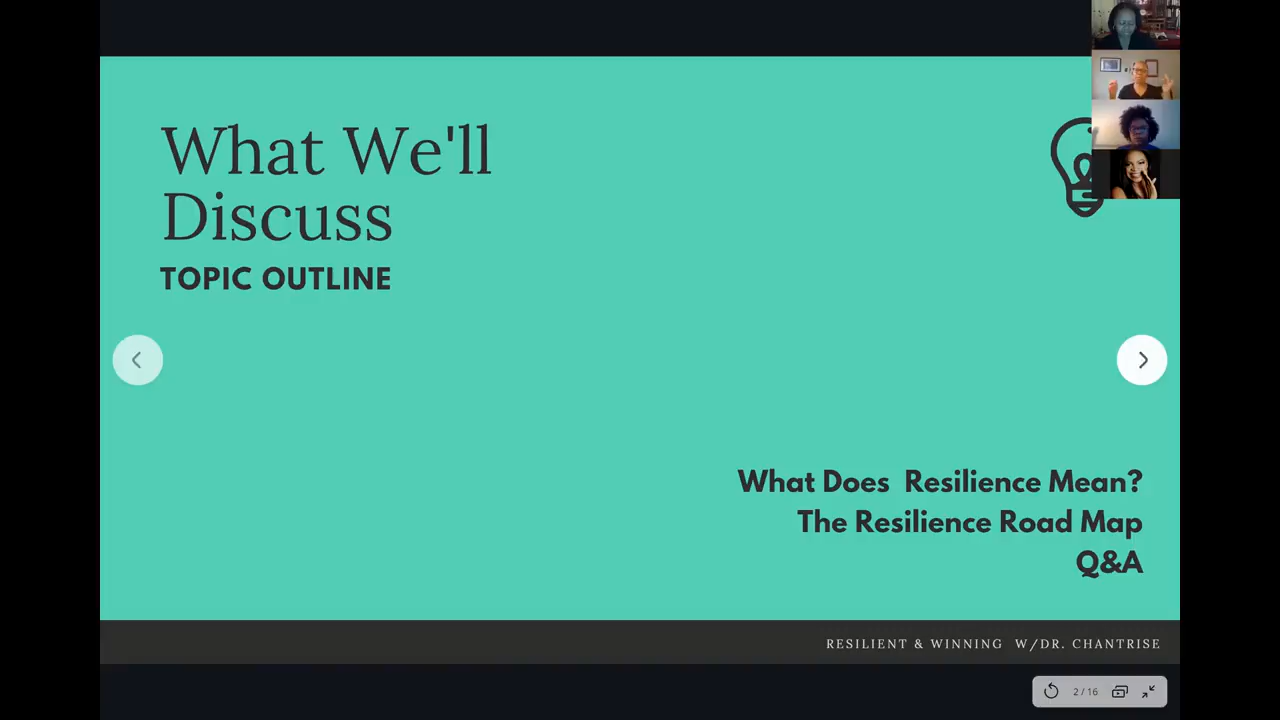 What We'll
Discuss
TOPIC OUTLINE
What Does  Resilience Mean?
The Resilience Road Map
Q&A
RESILIENT & WINNING  W/DR. CHANTRISE
2 / 16